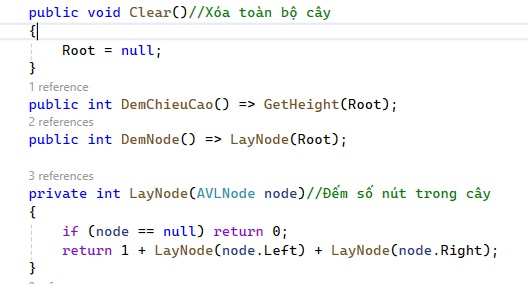 public void Clear()//Xóa toàn bộ cây
{
Root = null;
}
1 reference
public int DemChieuCao() => GetHeight(Root);
2 references
public int DemNode() => LayNode(Root);
3 references
private int LayNode(AVLNode node)//Đếm số nút trong cây
{
if (node == null) return 0;
return 1 + LayNode(node.Left) + LayNode(node.Right);
}